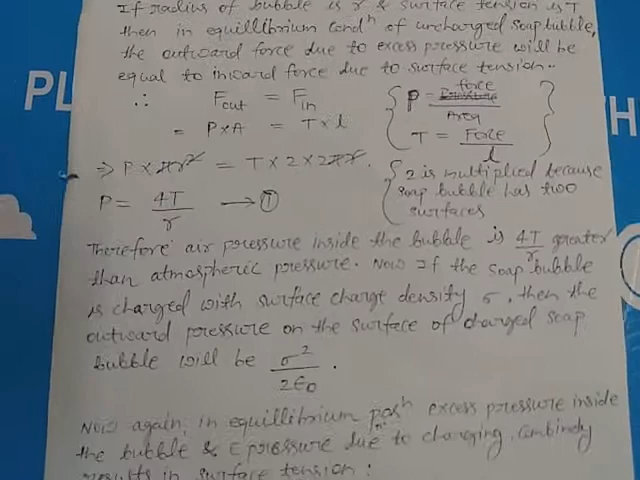 If radius of bubble is r & surface tension is T
then in equillibrium condⁿ of uncharged soap bubble,
the outward force due to excess pressure will be
equal to inward force due to surface tension..
∴ Fout = Fin
= P×A = T×l
{ P = force / Area
T = Force / l }
⇒ P × πr² = T × 2 × 2πr.
{ 2 is multiplied because
soap bubble has two
surfaces
P = 4T/r → ①
Therefore air pressure inside the bubble is 4T/r greater
than atmospheric pressure. Now If the soap bubble
is charged with surface charge density σ, then the
outward pressure on the surface of charged soap
bubble will be σ²/2ε₀ .
Now again, in equillibrium posⁿ excess pressure inside
the bubble & pressure due to charging combinedly
results in surface tension:
PL
H